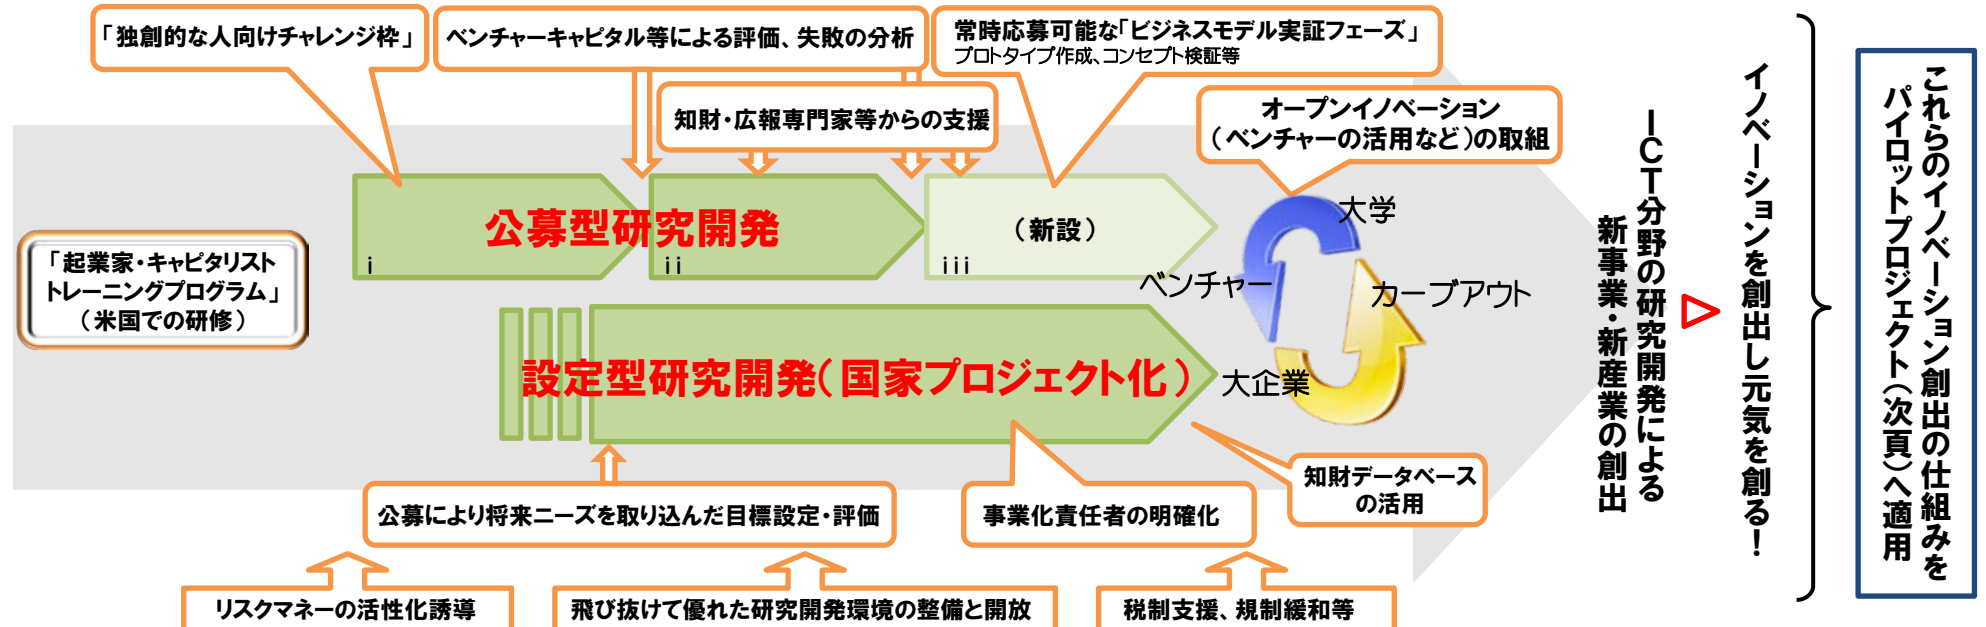 「独創的な人向けチャレンジ枠」
ベンチャーキャピタル等による評価、失敗の分析
常時応募可能な「ビジネスモデル実証フェーズ」
プロトタイプ作成、コンセプト検証等
知財・広報専門家等からの支援
オープンイノベーション
（ベンチャーの活用など）の取組
「起業家・キャピタリスト
トレーニングプログラム」
（米国での研修）
公募型研究開発
i
ii
iii
（新設）
大学
ベンチャー
カーブアウト
大企業
設定型研究開発（国家プロジェクト化）
公募により将来ニーズを取り込んだ目標設定・評価
事業化責任者の明確化
知財データベース
の活用
リスクマネーの活性化誘導
飛び抜けて優れた研究開発環境の整備と開放
税制支援、規制緩和等
ICT分野の研究開発による
新事業・新産業の創出
イノベーションを創出し元気を創る！
これらのイノベーション創出の仕組みを
パイロットプロジェクト（次頁）へ適用